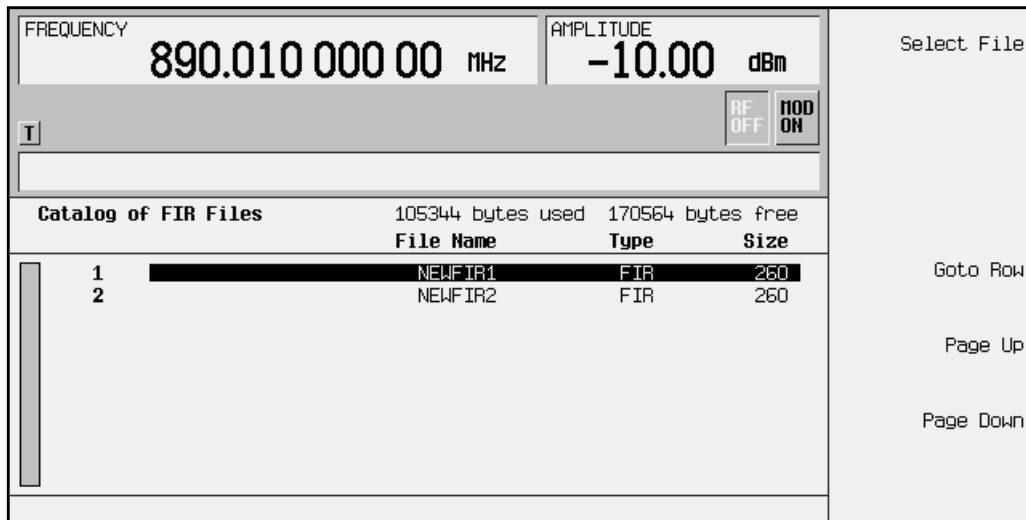 FREQUENCY
890.010 000 00 MHz
AMPLITUDE
−10.00 dBm
RF OFF
MOD ON
T
Catalog of FIR Files 105344 bytes used 170564 bytes free
File Name Type Size
1 NEWFIR1 FIR 260
2 NEWFIR2 FIR 260
Select File
Goto Row
Page Up
Page Down